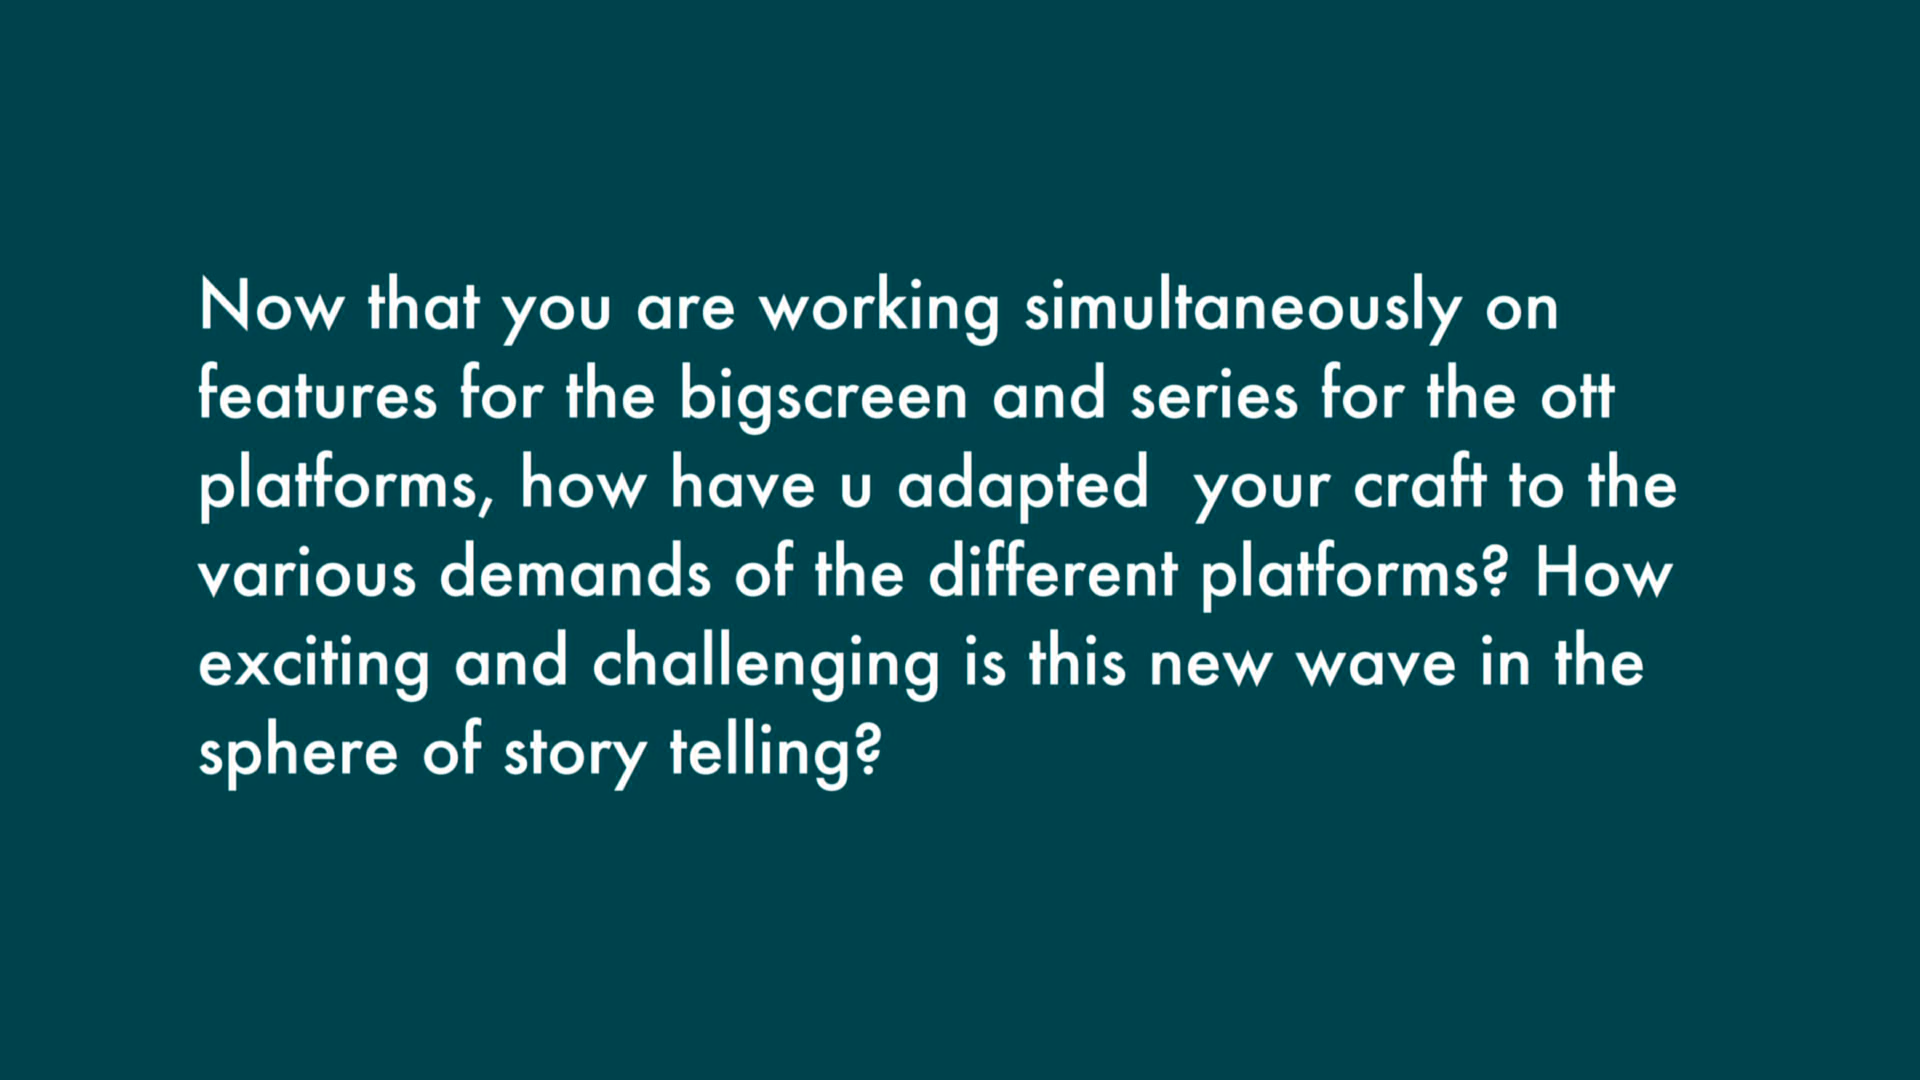 Now that you are working simultaneously on
features for the bigscreen and series for the ott
platforms, how have u adapted  your craft to the
various demands of the different platforms? How
exciting and challenging is this new wave in the
sphere of story telling?